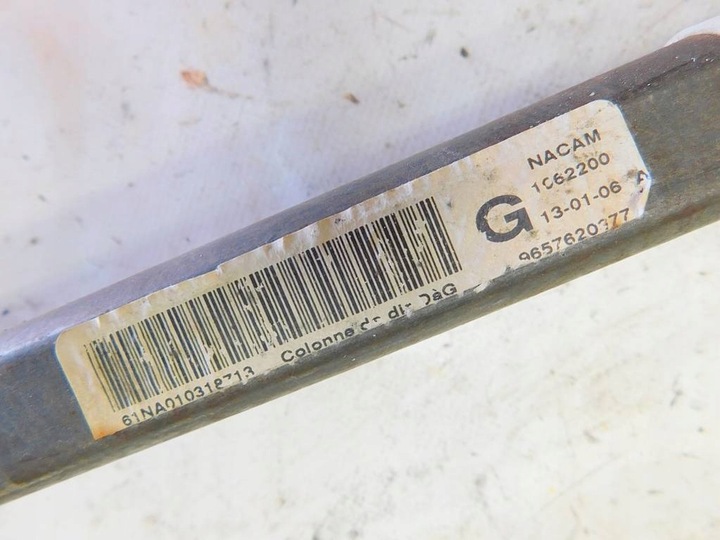 NACAM
1062200
G
13-01-06 A
9657620377
Colonne de dir DàG
61NA010318713